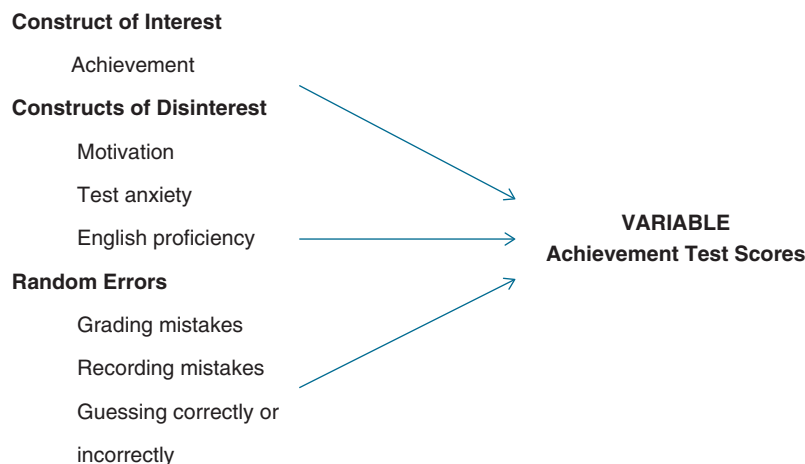 Construct of Interest
Achievement
Constructs of Disinterest
Motivation
Test anxiety
English proficiency
Random Errors
Grading mistakes
Recording mistakes
Guessing correctly or
incorrectly
VARIABLE
Achievement Test Scores